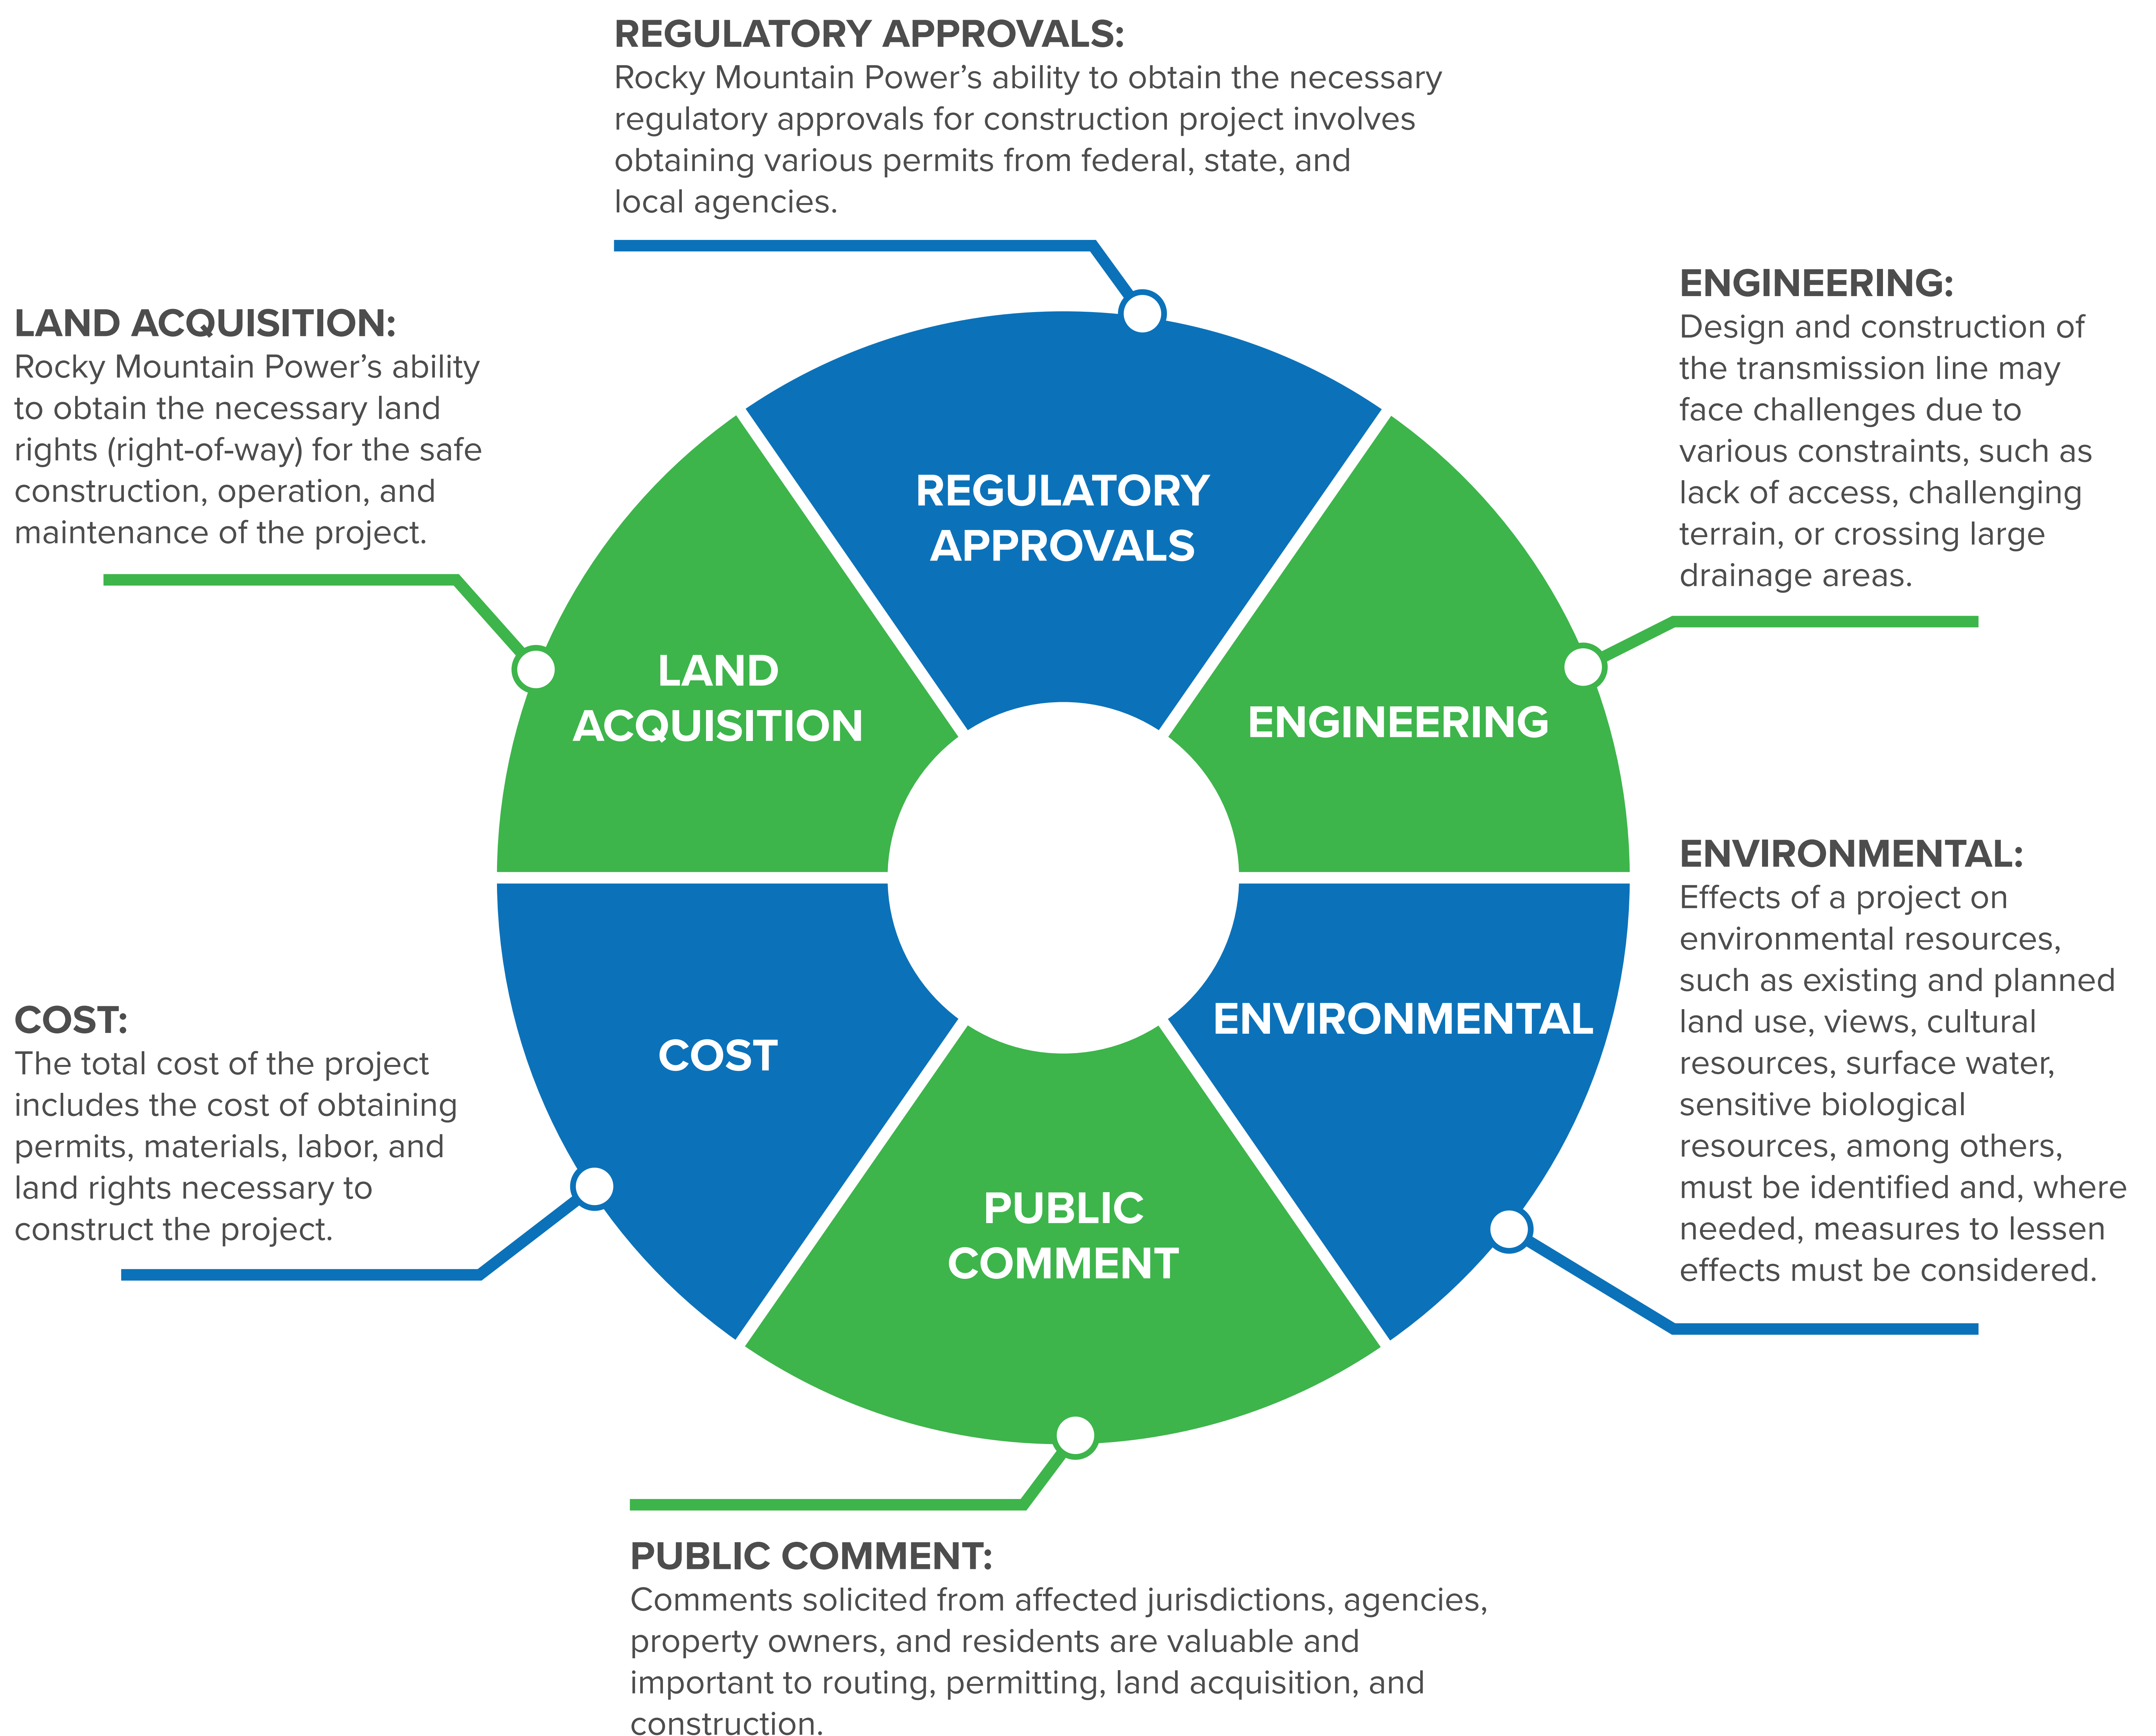 REGULATORY APPROVALS:
Rocky Mountain Power’s ability to obtain the necessary
regulatory approvals for construction project involves
obtaining various permits from federal, state, and
local agencies.
LAND ACQUISITION:
Rocky Mountain Power’s ability
to obtain the necessary land
rights (right-of-way) for the safe
construction, operation, and
maintenance of the project.
ENGINEERING:
Design and construction of
the transmission line may
face challenges due to
various constraints, such as
lack of access, challenging
terrain, or crossing large
drainage areas.
REGULATORY
APPROVALS
LAND
ACQUISITION
ENGINEERING
COST
ENVIRONMENTAL
PUBLIC
COMMENT
COST:
The total cost of the project
includes the cost of obtaining
permits, materials, labor, and
land rights necessary to
construct the project.
ENVIRONMENTAL:
Effects of a project on
environmental resources,
such as existing and planned
land use, views, cultural
resources, surface water,
sensitive biological
resources, among others,
must be identified and, where
needed, measures to lessen
effects must be considered.
PUBLIC COMMENT:
Comments solicited from affected jurisdictions, agencies,
property owners, and residents are valuable and
important to routing, permitting, land acquisition, and
construction.